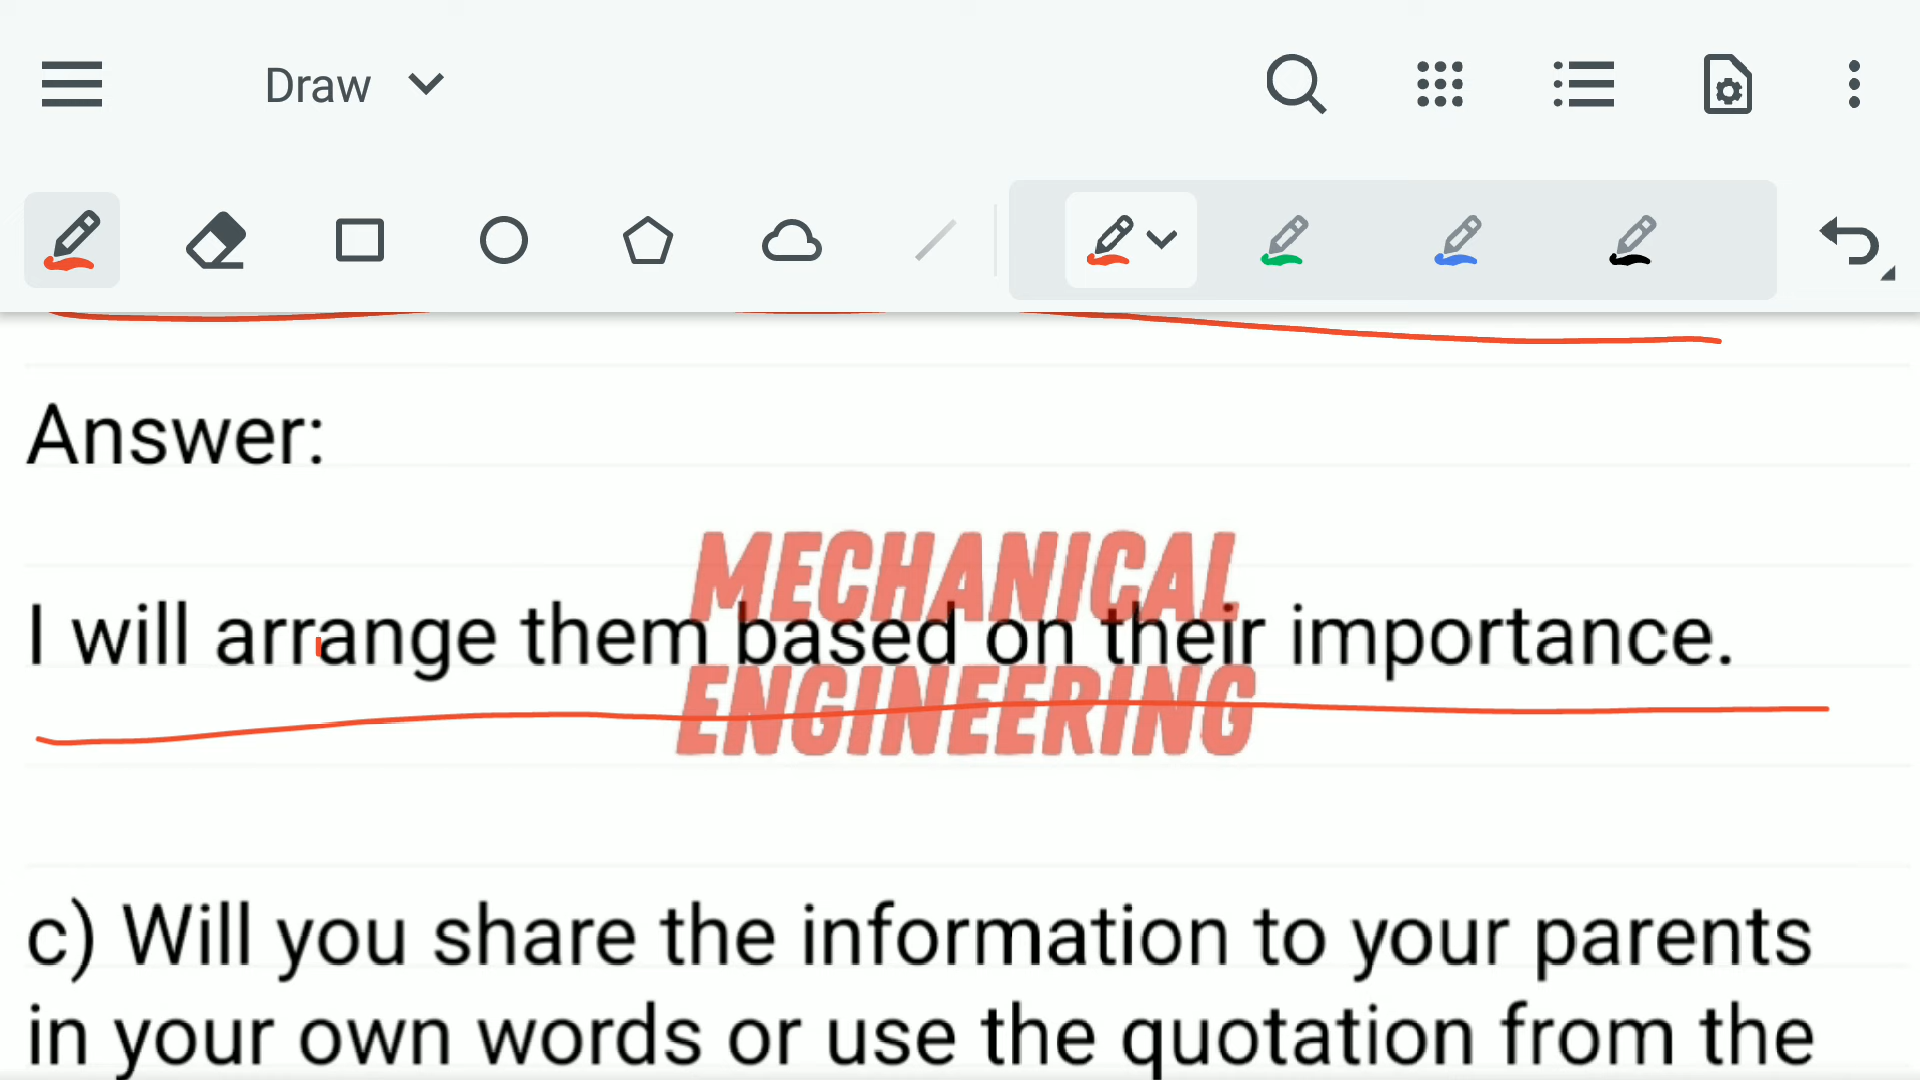 Draw
Answer:
MECHANICAL
I will arrange them based on their importance.
ENGINEERING
c) Will you share the information to your parents
in your own words or use the quotation from the